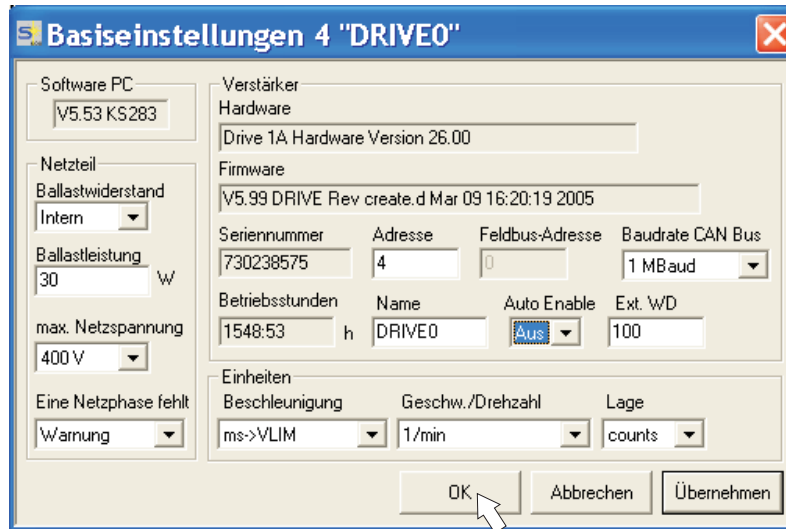 Basiseinstellungen 4 "DRIVE0"
Software PC
V5.53 KS283
Netzteil
Ballastwiderstand
Intern
Ballastleistung
30 W
max. Netzspannung
400 V
Eine Netzphase fehlt
Warnung
Verstärker
Hardware
Drive 1A Hardware Version 26.00
Firmware
V5.99 DRIVE Rev create.d Mar 09 16:20:19 2005
Seriennummer Adresse Feldbus-Adresse Baudrate CAN Bus
730238575 4 0 1 MBaud
Betriebsstunden Name Auto Enable Ext. WD
1548:53 h DRIVE0 Aus 100
Einheiten
Beschleunigung Geschw./Drehzahl Lage
ms->VLIM 1/min counts
OK Abbrechen Übernehmen